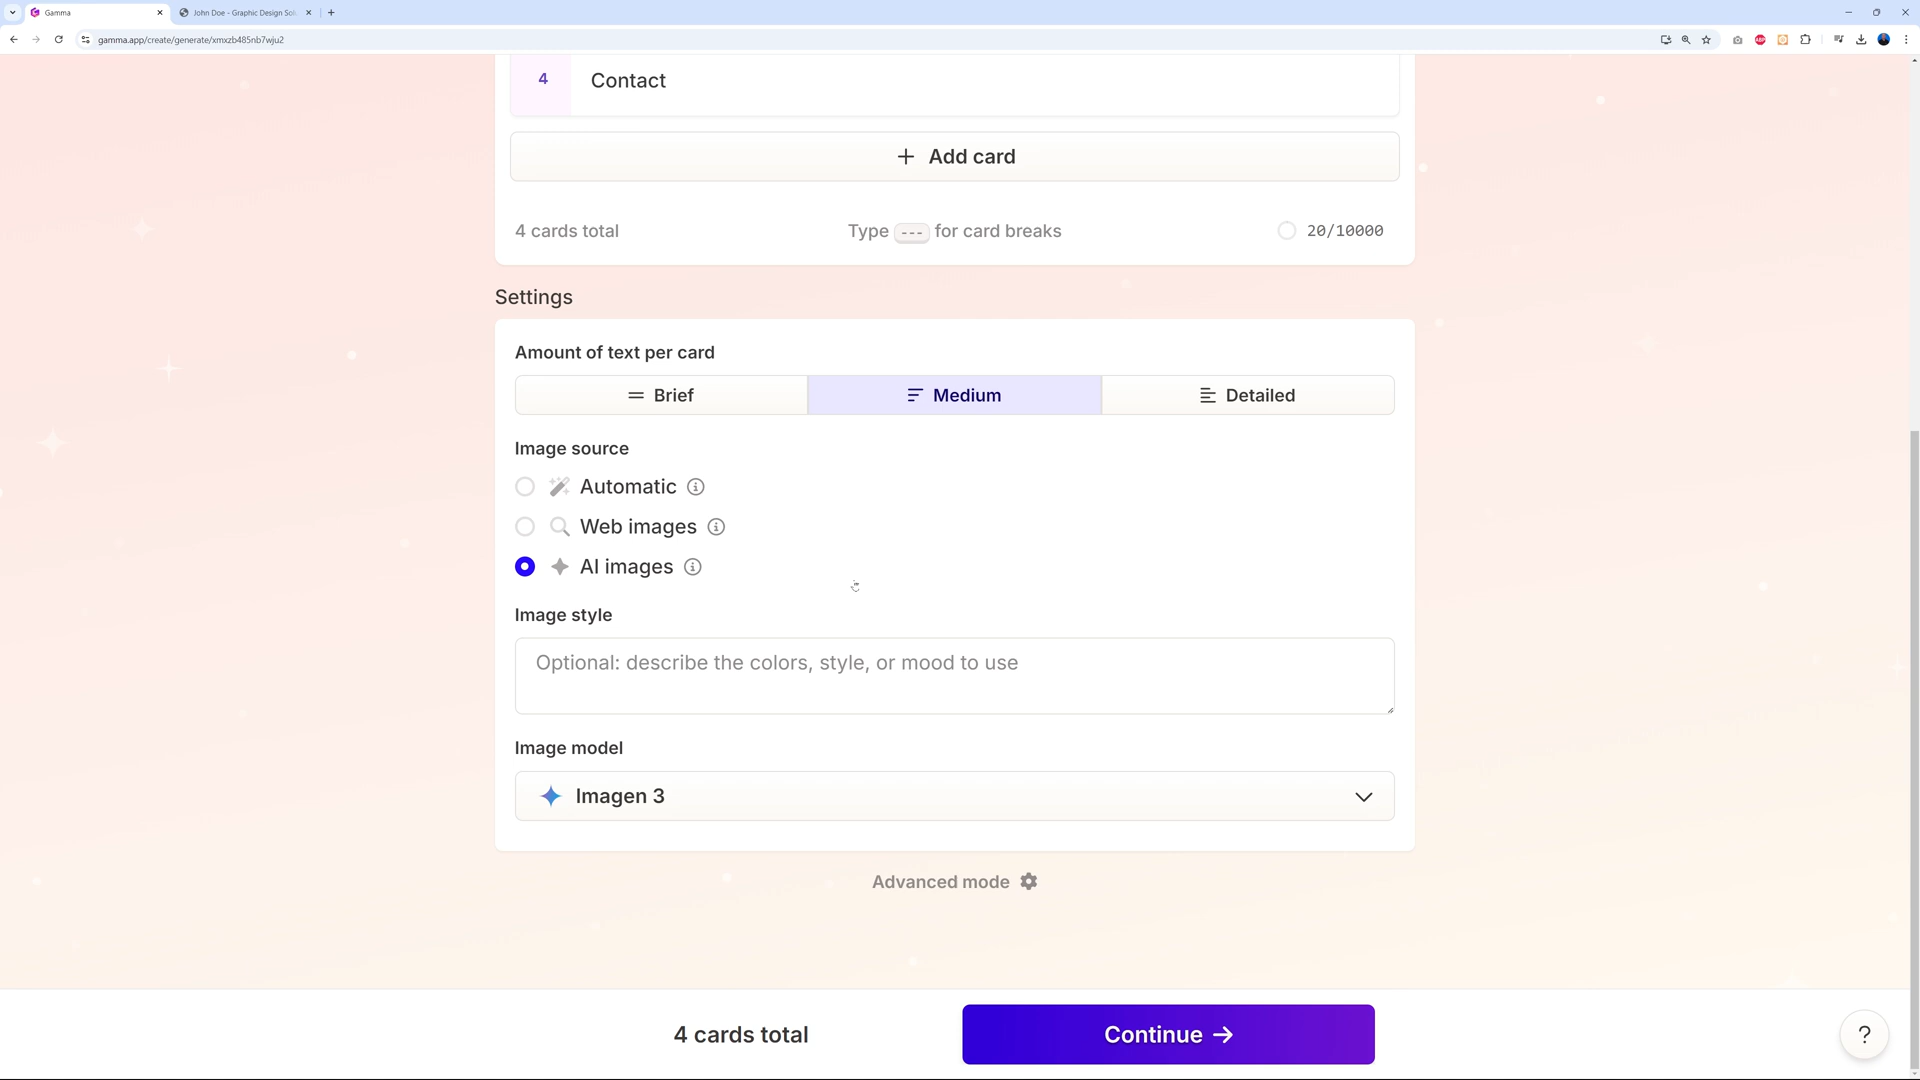 Gamma
John Doe - Graphic Design Sol
gamma.app/create/generate/xmxzb485nb7wju2
ABP
4
Contact
+ Add card
4 cards total
Type --- for card breaks
20/10000
Settings
Amount of text per card
Brief
Medium
Detailed
Image source
Automatic
Web images
AI images
Image style
Optional: describe the colors, style, or mood to use
Image model
Imagen 3
Advanced mode
4 cards total
Continue →
?